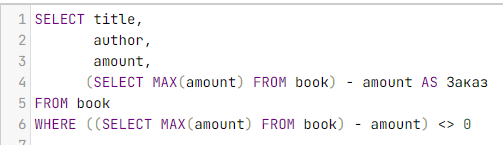 1 SELECT title,
2 author,
3 amount,
4 (SELECT MAX(amount) FROM book) - amount AS Заказ
5 FROM book
6 WHERE ((SELECT MAX(amount) FROM book) - amount) <> 0
7